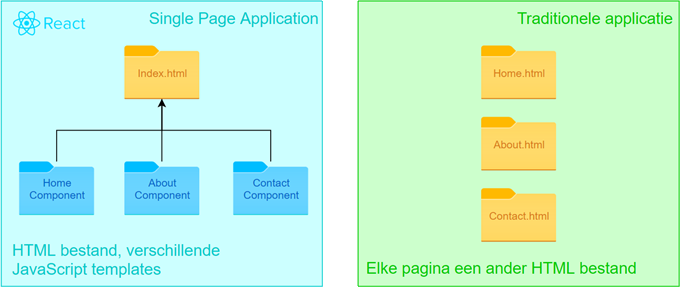 React
Single Page Application
Index.html
Home
Component
About
Component
Contact
Component
HTML bestand, verschillende
JavaScript templates
Traditionele applicatie
Home.html
About.html
Contact.html
Elke pagina een ander HTML bestand